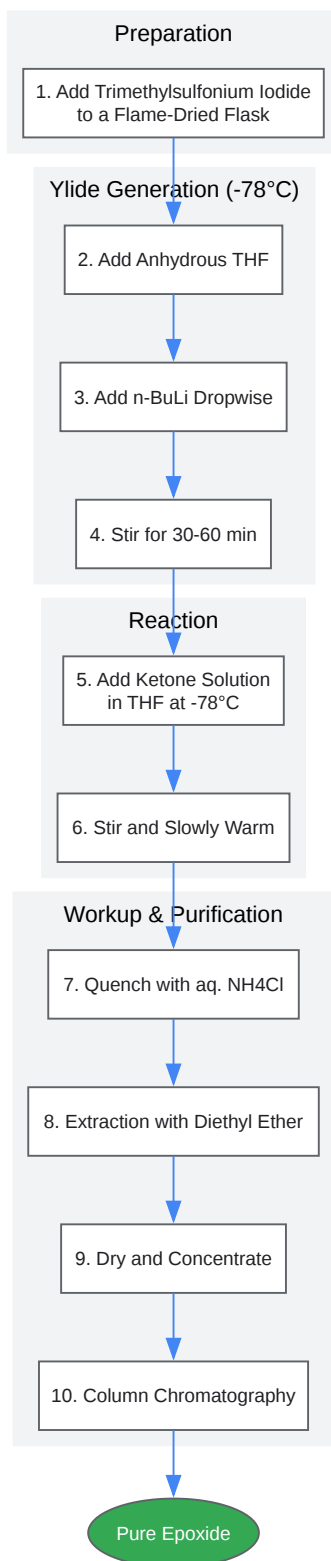 Preparation
1. Add Trimethylsulfonium Iodide
to a Flame-Dried Flask
Ylide Generation (-78°C)
2. Add Anhydrous THF
3. Add n-BuLi Dropwise
4. Stir for 30-60 min
Reaction
5. Add Ketone Solution
in THF at -78°C
6. Stir and Slowly Warm
Workup & Purification
7. Quench with aq. NH4Cl
8. Extraction with Diethyl Ether
9. Dry and Concentrate
10. Column Chromatography
Pure Epoxide